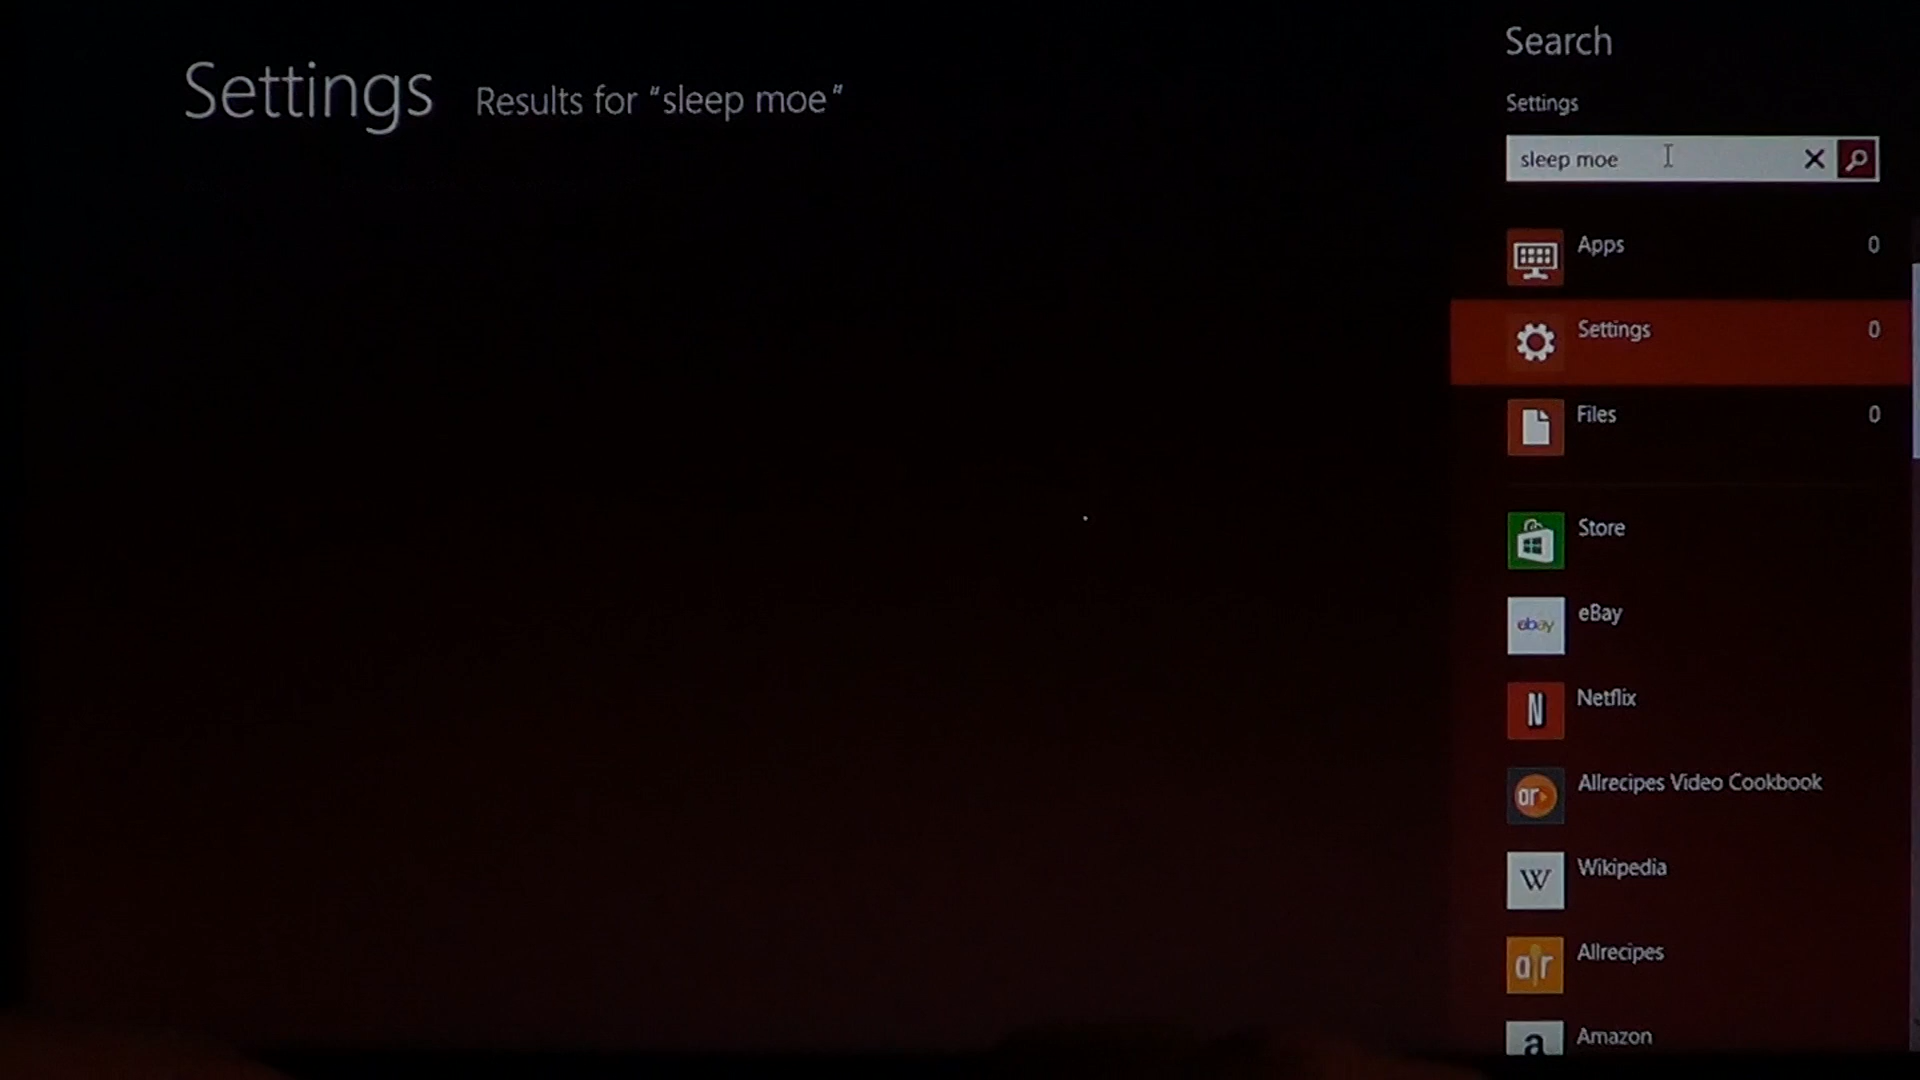 Settings Results for "sleep moe"
Search
Settings
sleep moe
Apps 0
Settings 0
Files 0
Store
ebay eBay
N Netflix
ar Allrecipes Video Cookbook
W Wikipedia
a|r Allrecipes
a Amazon